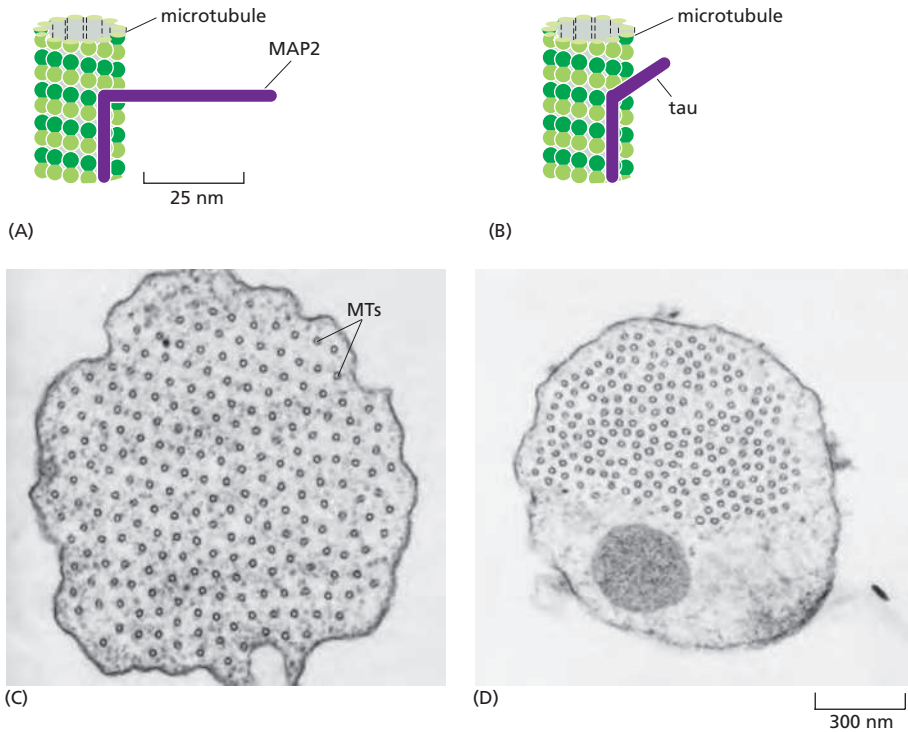 microtubule
MAP2
25 nm
(A)
microtubule
tau
(B)
MTs
(C)
(D)
300 nm